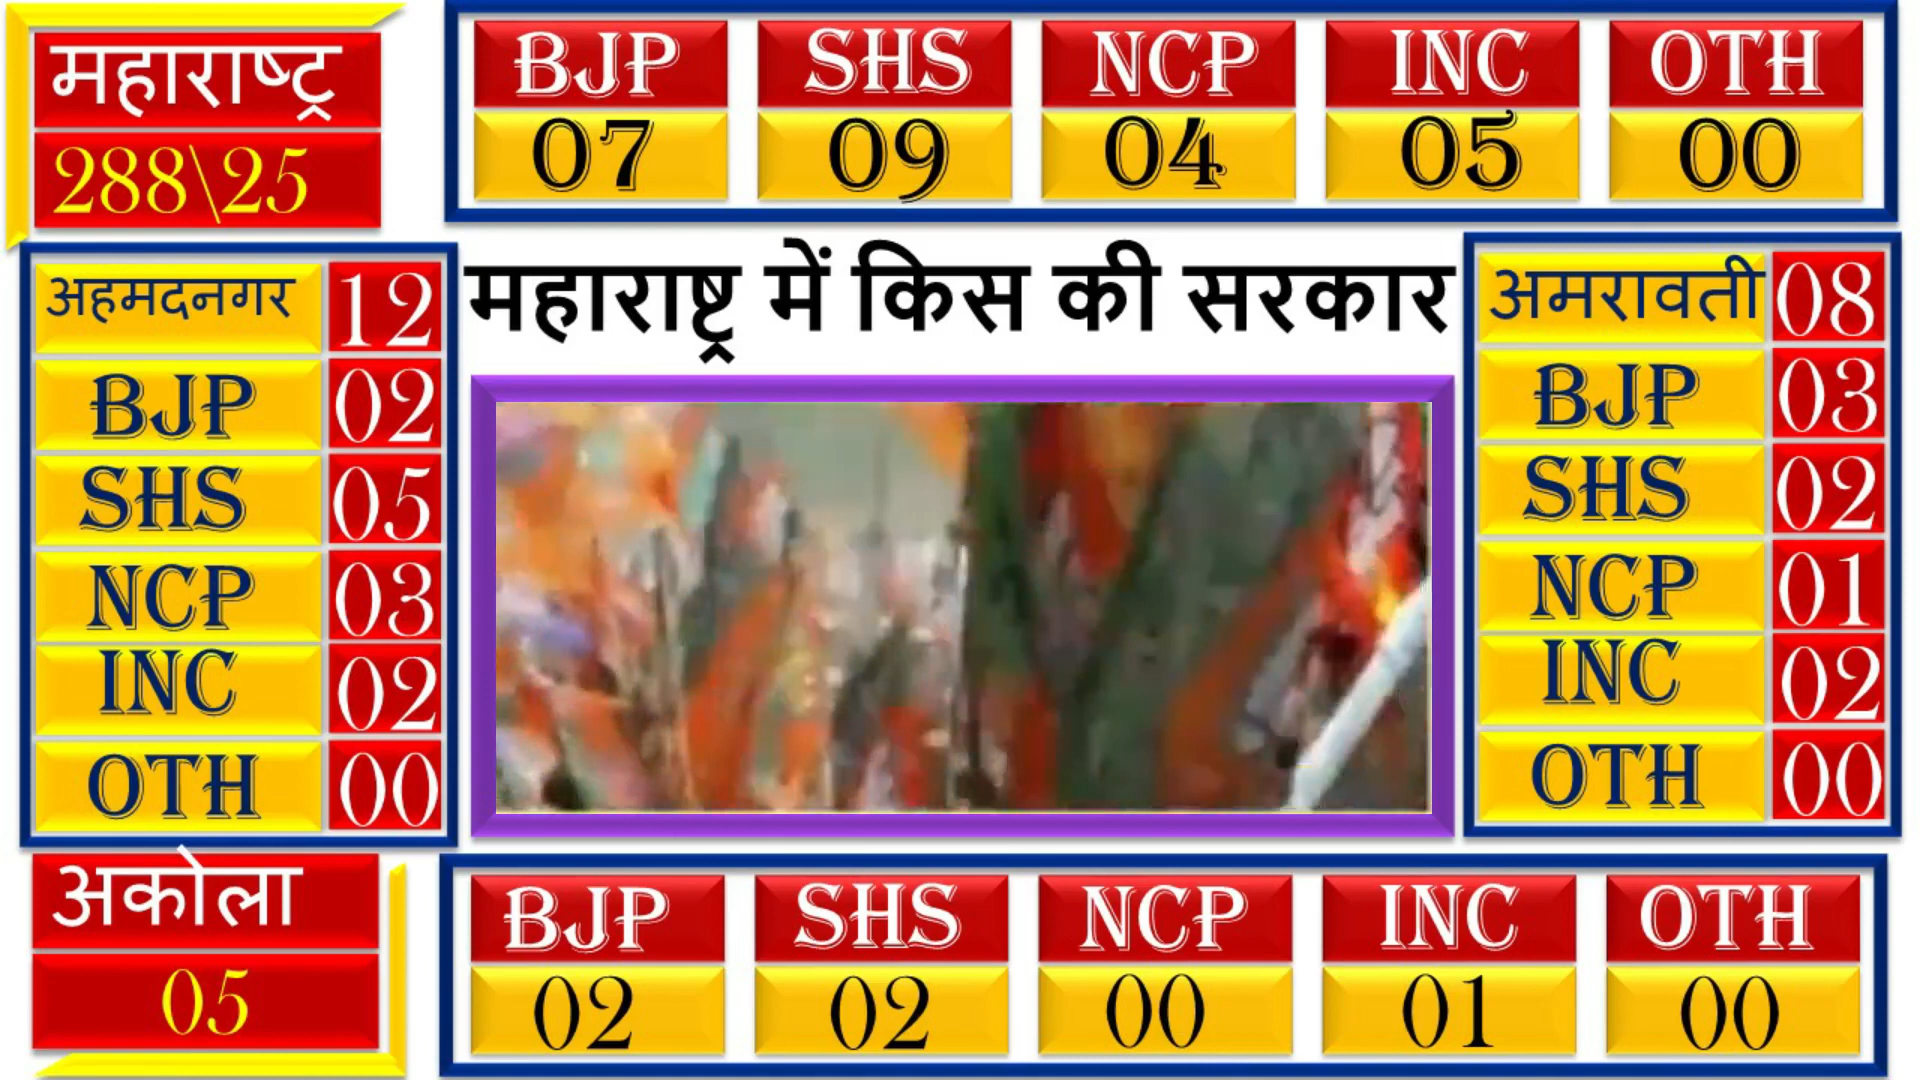 महाराष्ट्र
288\25
BJP SHS NCP INC OTH
07 09 04 05 00
महाराष्ट्र में किस की सरकार
अहमदनगर 12
BJP 02
SHS 05
NCP 03
INC 02
OTH 00
अमरावती 08
BJP 03
SHS 02
NCP 01
INC 02
OTH 00
अकोला
05
BJP SHS NCP INC OTH
02 02 00 01 00